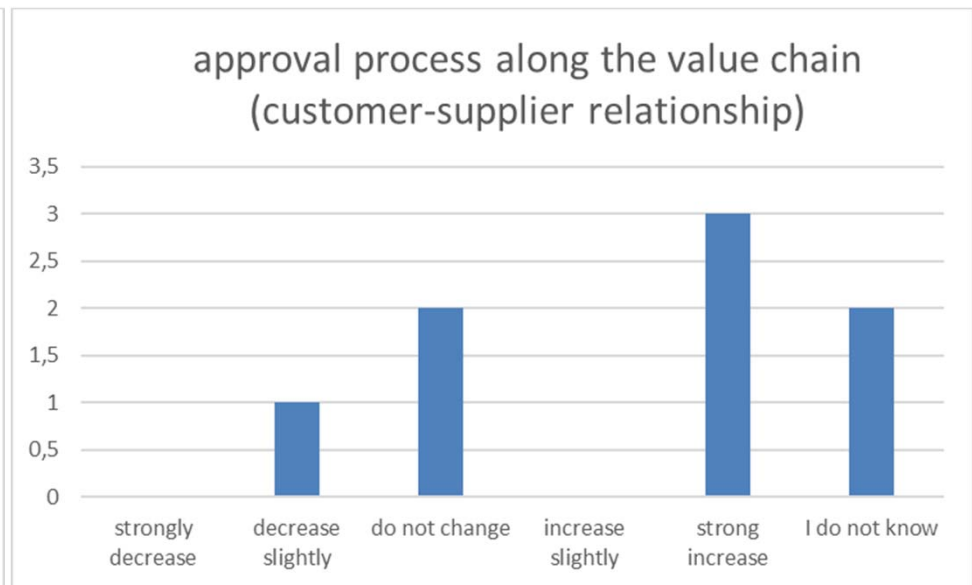 approval process along the value chain
(customer-supplier relationship)
3,5
3
2,5
2
1,5
1
0,5
0
strongly
decrease
decrease
slightly
do not change
increase
slightly
strong
increase
I do not know